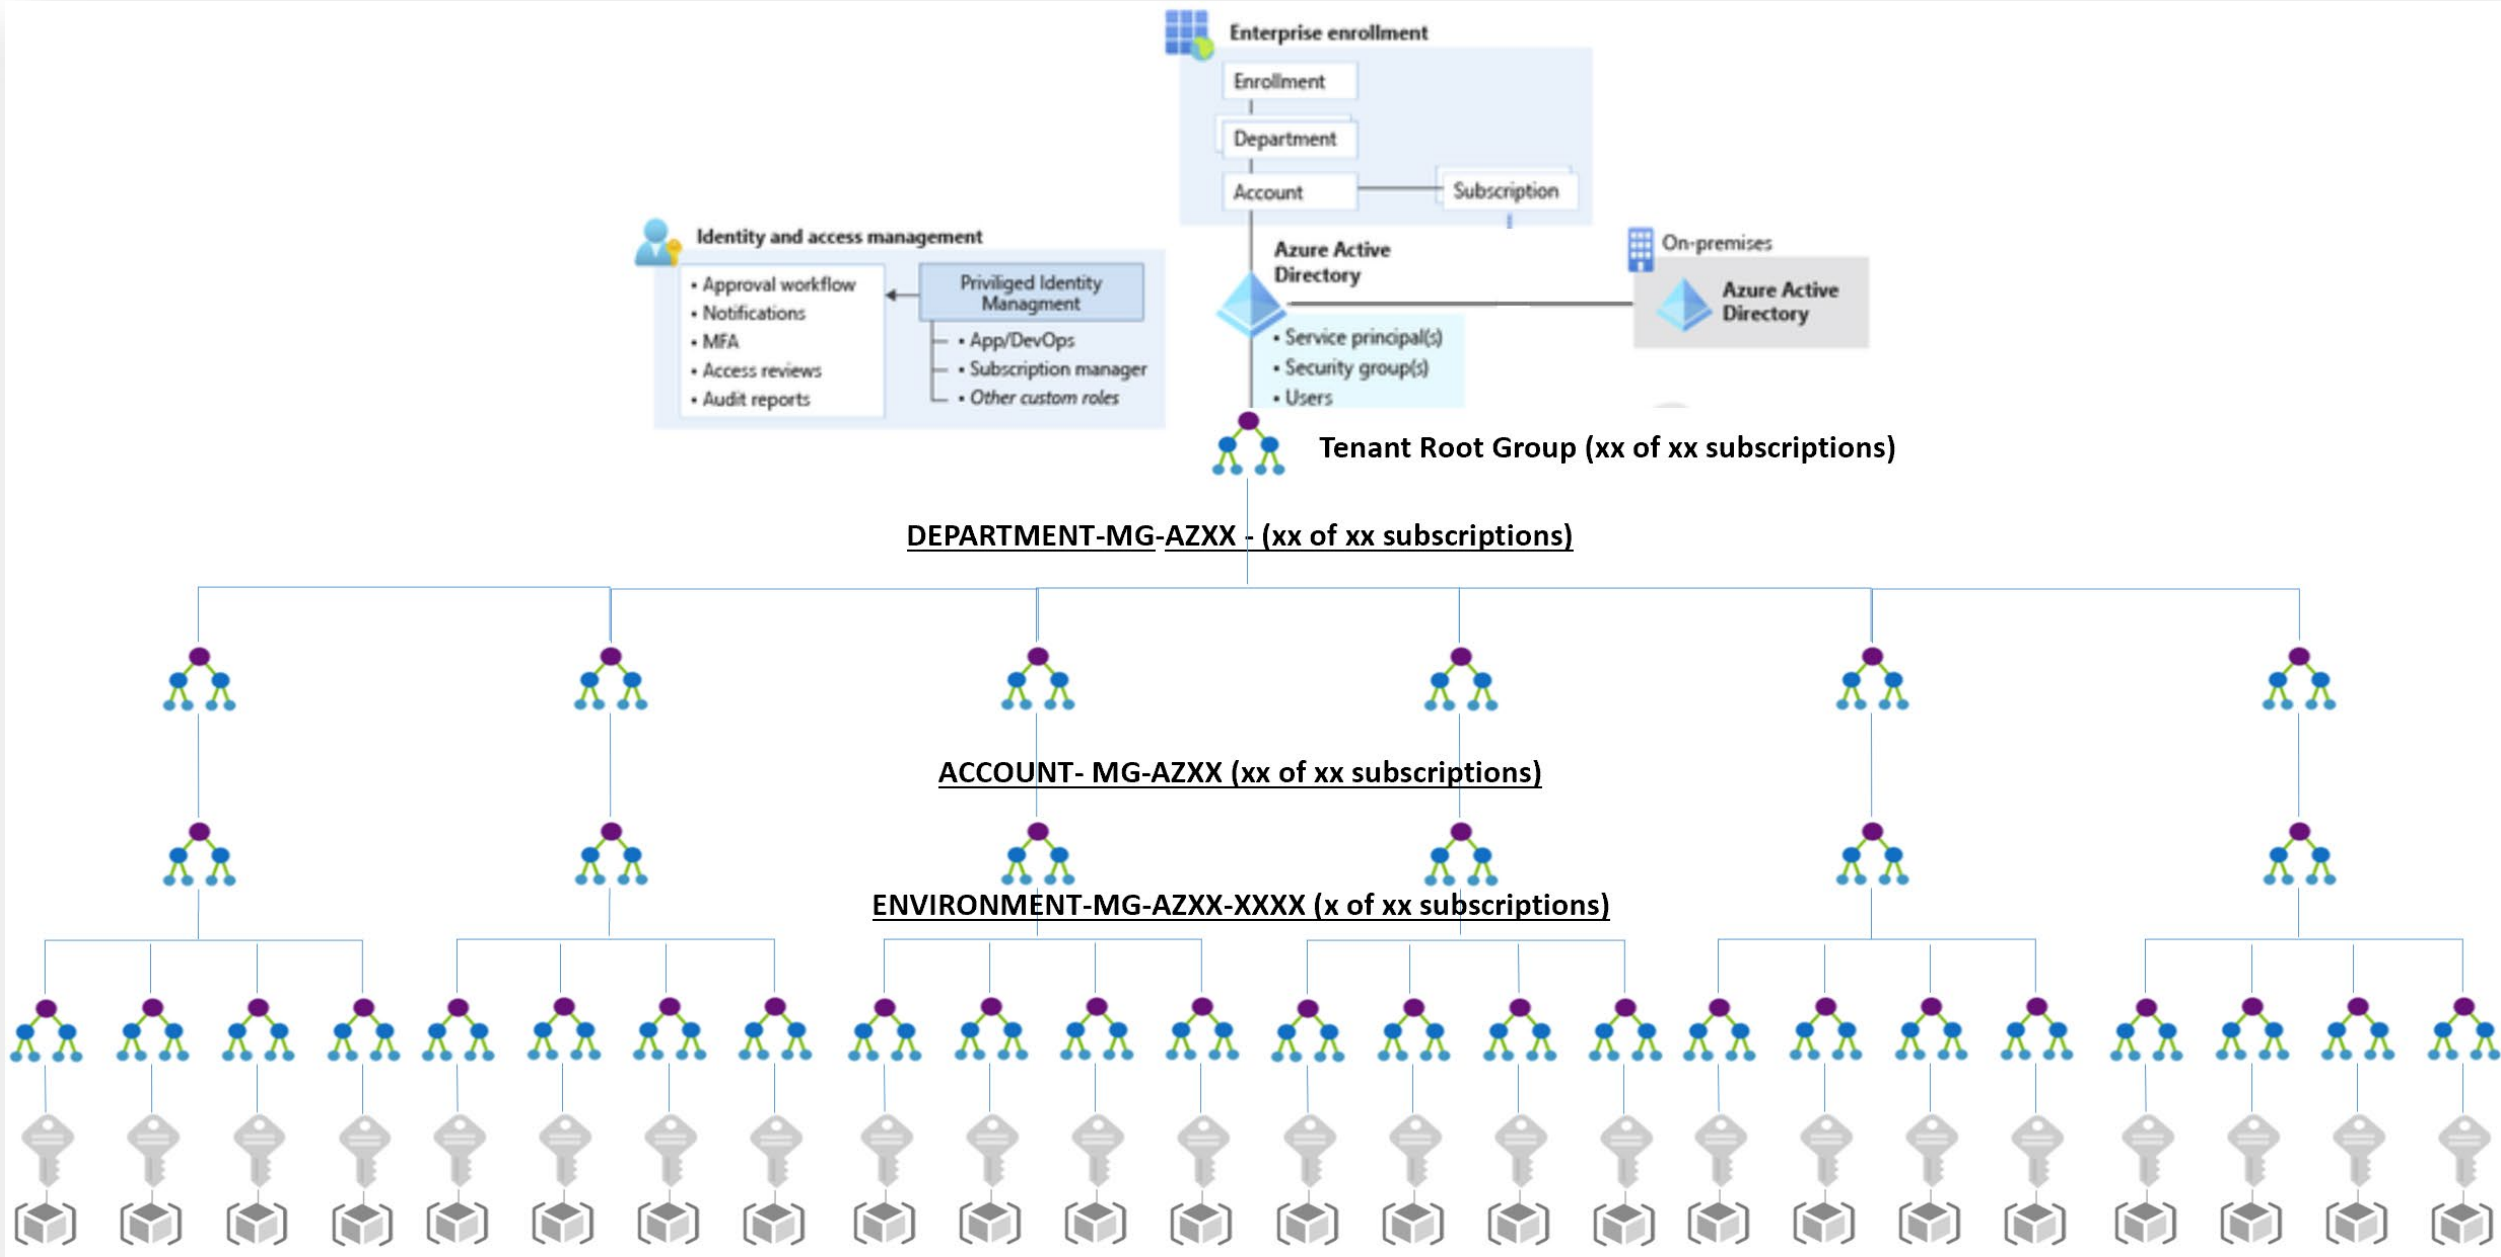 Enterprise enrollment
Enrollment
Department
Account
Subscription
Identity and access management
• Approval workflow
• Notifications
• MFA
• Access reviews
• Audit reports
Priviliged Identity
Managment
• App/DevOps
• Subscription manager
• Other custom roles
Azure Active
Directory
• Service principal(s)
• Security group(s)
• Users
On-premises
Azure Active
Directory
Tenant Root Group (xx of xx subscriptions)
DEPARTMENT-MG-AZXX - (xx of xx subscriptions)
ACCOUNT- MG-AZXX (xx of xx subscriptions)
ENVIRONMENT-MG-AZXX-XXXX (x of xx subscriptions)